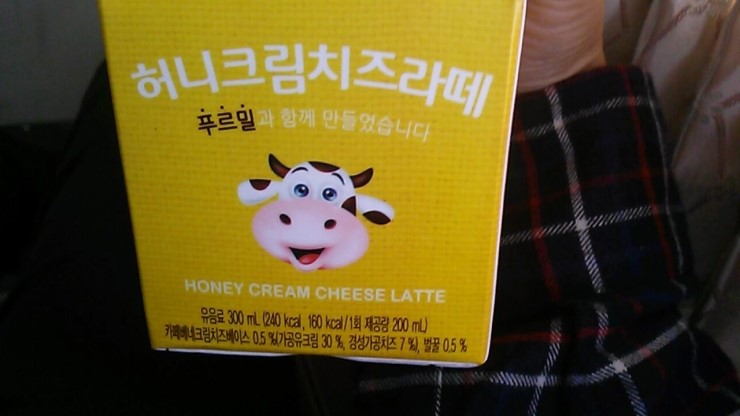 허니크림치즈라떼
푸르밀과 함께 만들었습니다
HONEY CREAM CHEESE LATTE
유음료 300 mL (240 kcal, 160 kcal/1회 제공량 200 mL)
카페베네크림치즈베이스 0.5 %(가공유크림 30 %, 경성가공치즈 7 %), 벌꿀 0.5 %